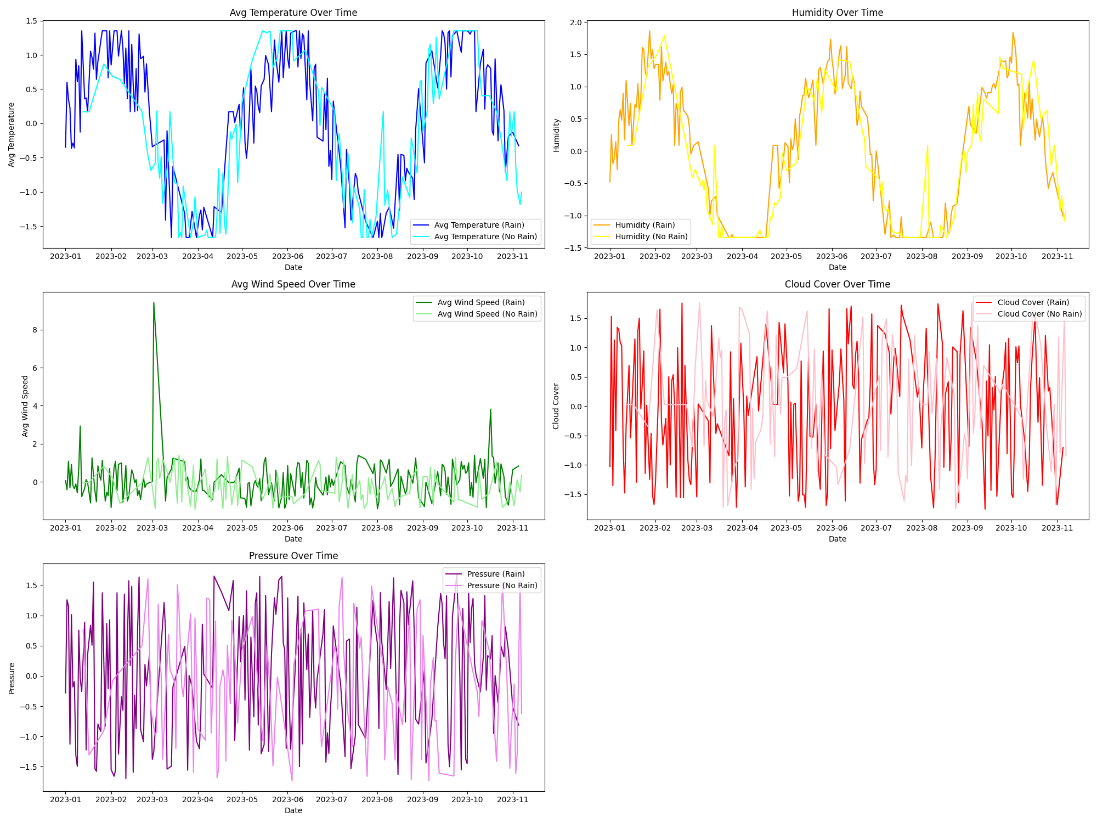 Avg Temperature Over Time
1.5
1.0
0.5
0.0
−0.5
−1.0
−1.5
Avg Temperature
Avg Temperature (Rain)
Avg Temperature (No Rain)
2023-01 2023-02 2023-03 2023-04 2023-05 2023-06 2023-07 2023-08 2023-09 2023-10 2023-11
Date
Humidity Over Time
2.0
1.5
1.0
0.5
0.0
−0.5
−1.0
−1.5
Humidity
Humidity (Rain)
Humidity (No Rain)
2023-01 2023-02 2023-03 2023-04 2023-05 2023-06 2023-07 2023-08 2023-09 2023-10 2023-11
Date
Avg Wind Speed Over Time
8
6
4
2
0
Avg Wind Speed
Avg Wind Speed (Rain)
Avg Wind Speed (No Rain)
2023-01 2023-02 2023-03 2023-04 2023-05 2023-06 2023-07 2023-08 2023-09 2023-10 2023-11
Date
Cloud Cover Over Time
1.5
1.0
0.5
0.0
−0.5
−1.0
−1.5
Cloud Cover
Cloud Cover (Rain)
Cloud Cover (No Rain)
2023-01 2023-02 2023-03 2023-04 2023-05 2023-06 2023-07 2023-08 2023-09 2023-10 2023-11
Date
Pressure Over Time
1.5
1.0
0.5
0.0
−0.5
−1.0
−1.5
Pressure
Pressure (Rain)
Pressure (No Rain)
2023-01 2023-02 2023-03 2023-04 2023-05 2023-06 2023-07 2023-08 2023-09 2023-10 2023-11
Date